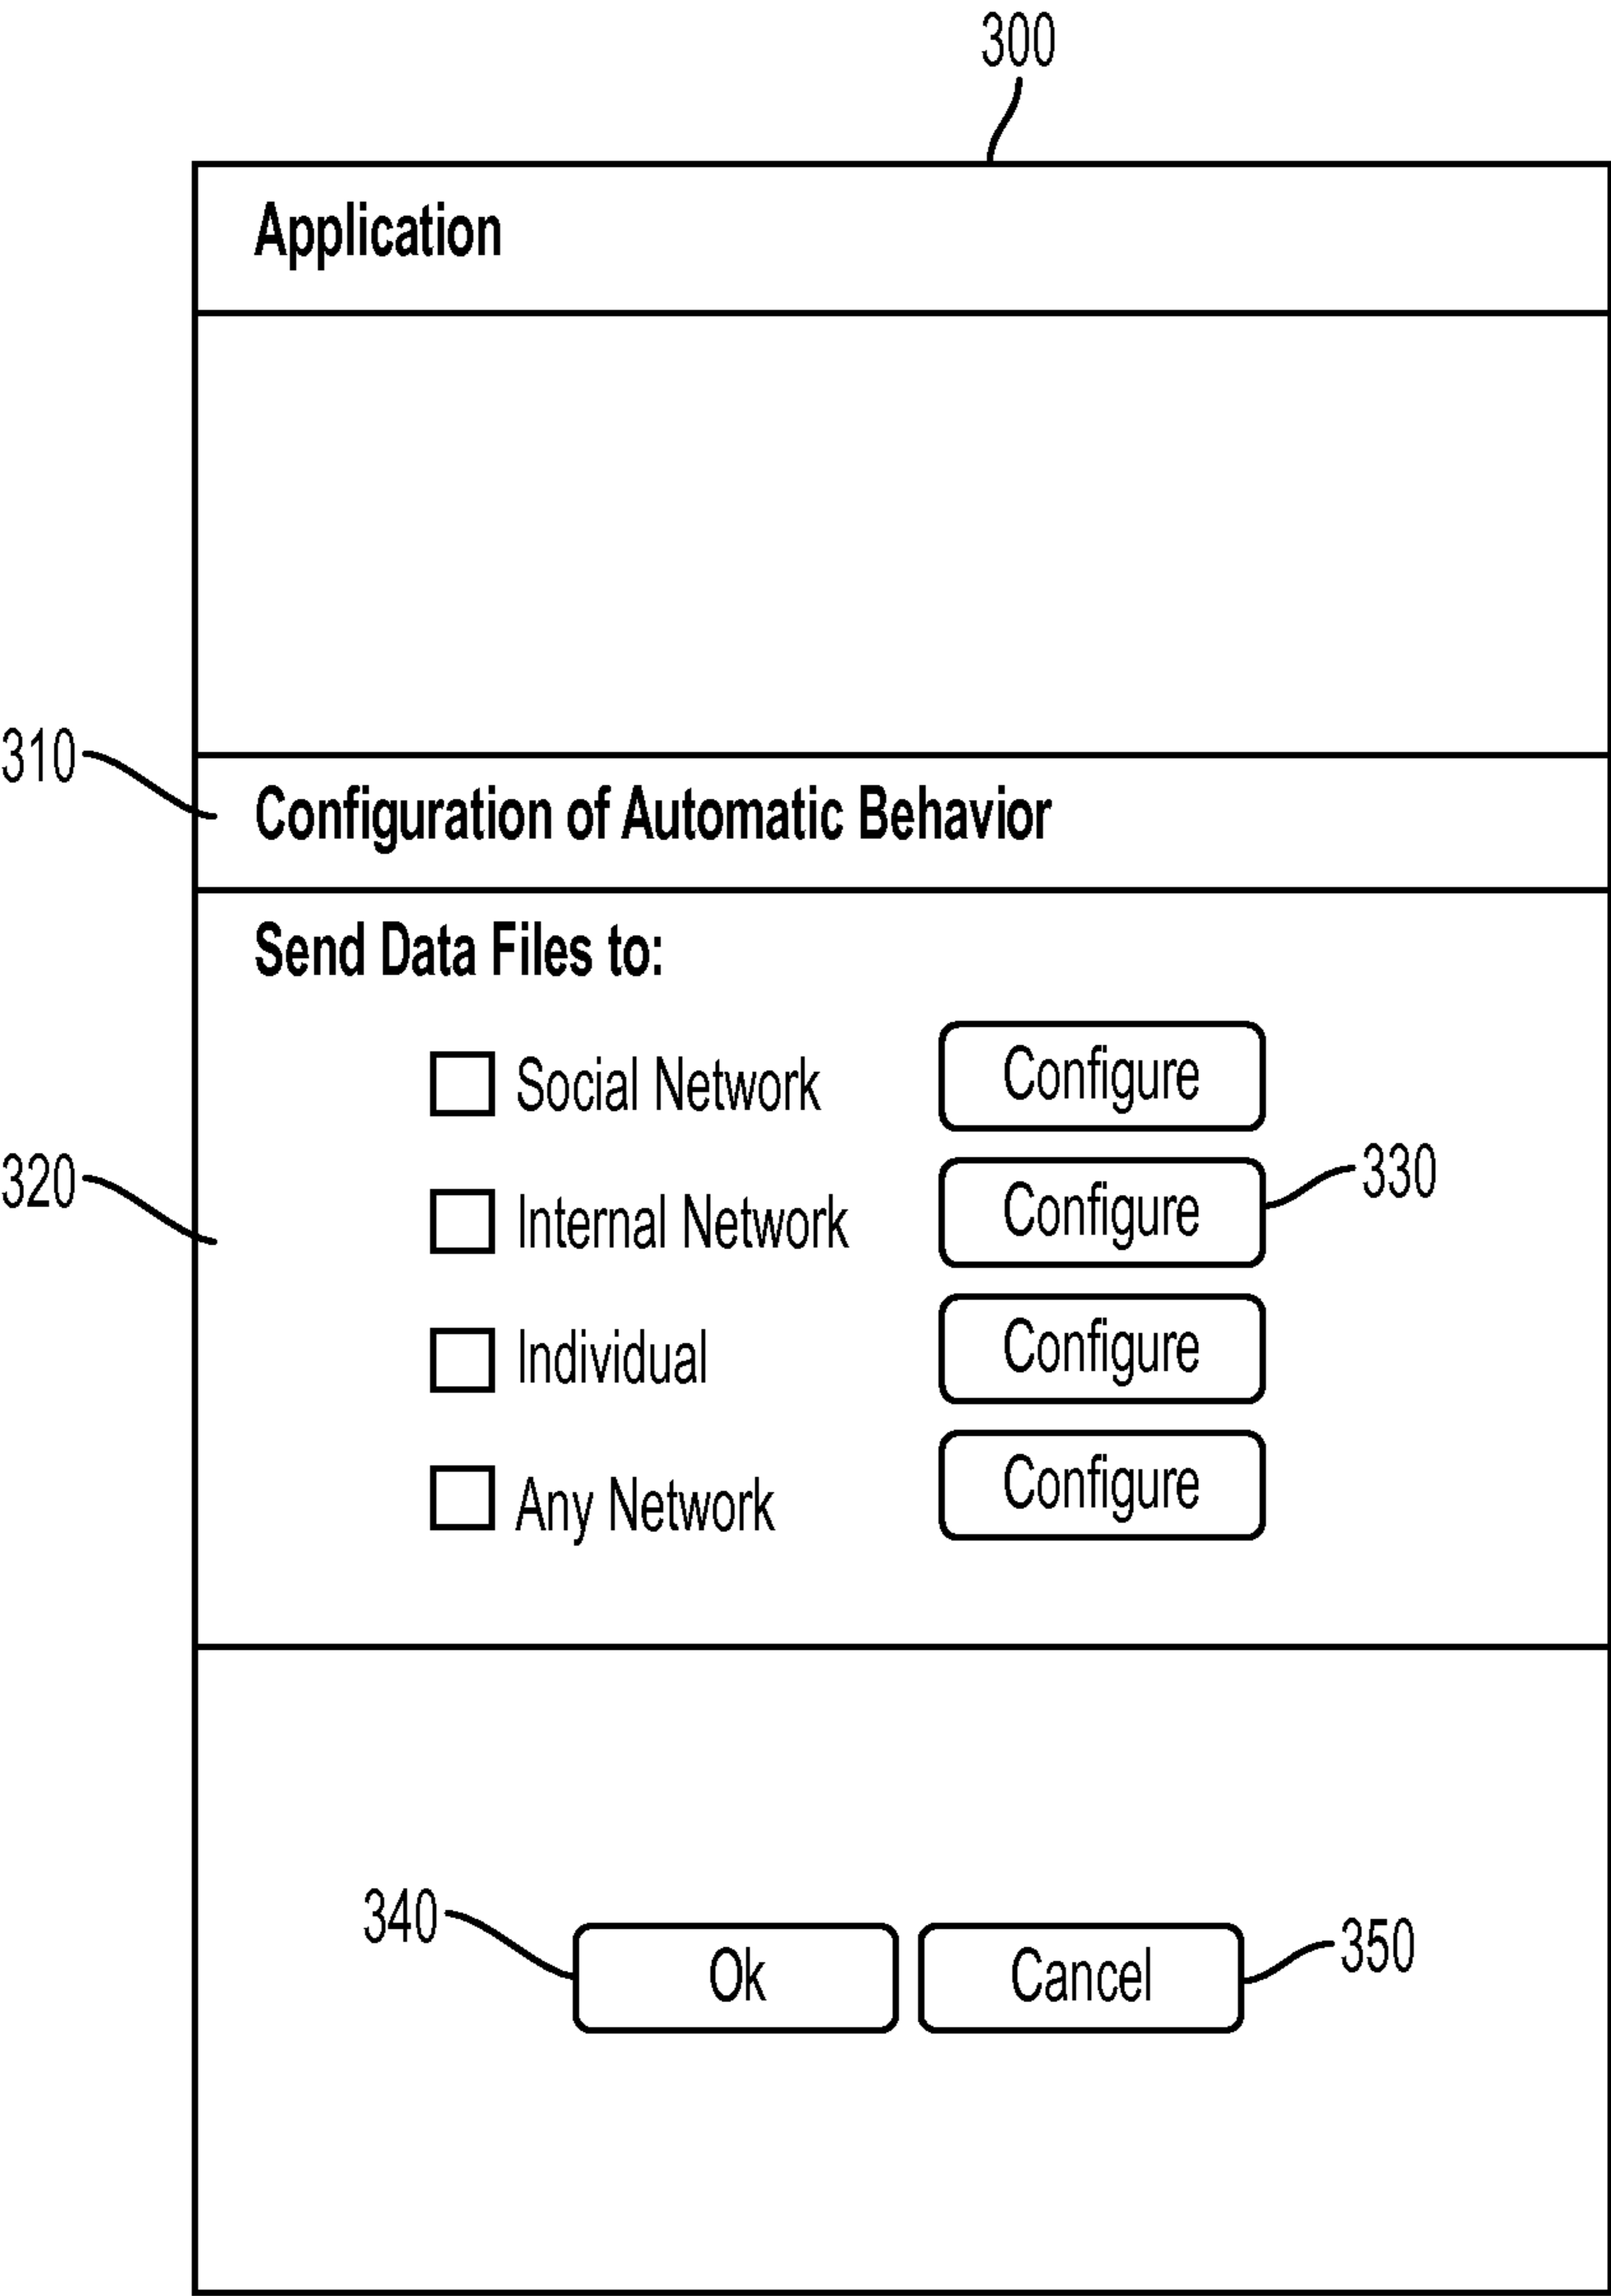 300
Application
310
Configuration of Automatic Behavior
Send Data Files to:
Social Network Configure
320
Internal Network Configure 330
Individual Configure
Any Network Configure
340
Ok Cancel 350